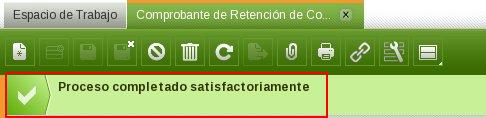 Espacio de Trabajo
Comprobante de Retención de Co...
Proceso completado satisfactoriamente